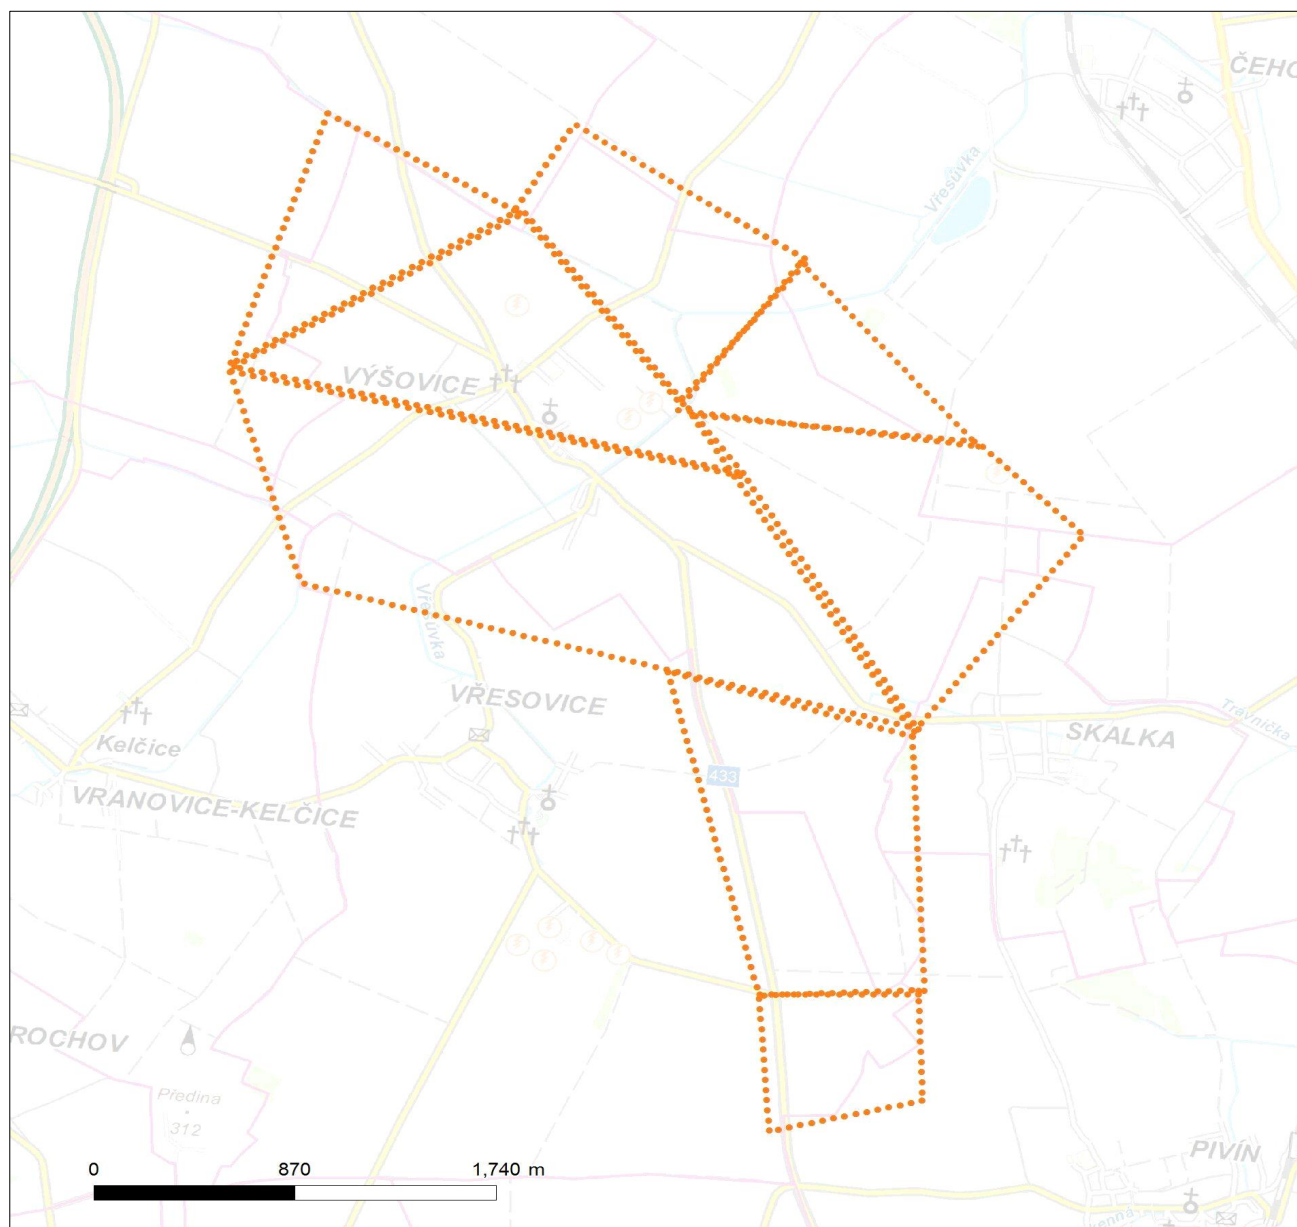 ČEHO
Vřesůvka
VÝŠOVICE
Vřesůvka
VŘESOVICE
Trávnička
SKALKA
Kelčice
433
VRANOVICE-KELČICE
ROCHOV
Předina
312
PIVÍN
0 870 1,740 m